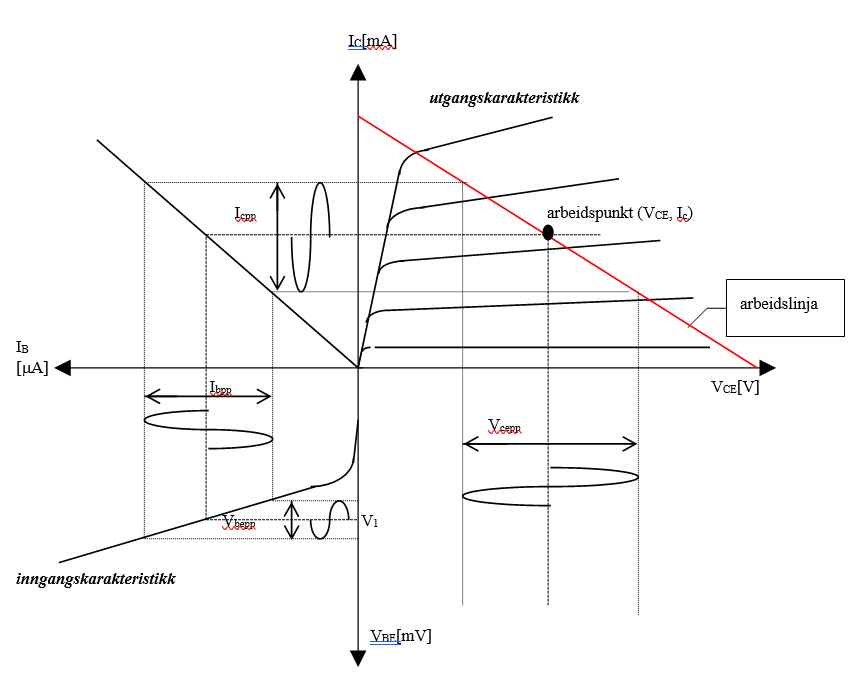 IC[mA]
utgangskarakteristikk
Icpp
arbeidspunkt (VCE, Ic)
arbeidslinja
IB
[μA]
VCE[V]
Ibpp
Vcepp
Vbepp
V1
inngangskarakteristikk
VBE[mV]